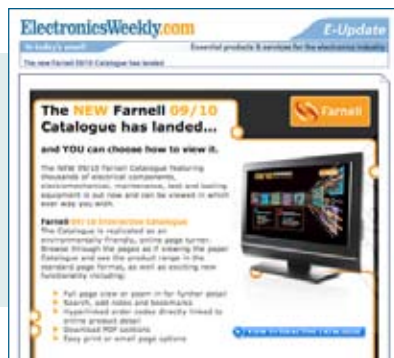 ElectronicsWeekly.com
E-Update
In today's email
Essential products & services for the electronics industry
The new Farnell 09/10 Catalogue has landed
The NEW Farnell 09/10
Catalogue has landed...
Farnell
and YOU can choose how to view it.
The NEW 09/10 Farnell Catalogue featuring
thousands of electrical components,
electromechanical, maintenance, test and tooling
equipment is out now and can be viewed in which
ever way you wish.
Farnell 09/10 Interactive Catalogue
The Catalogue is replicated as an
environmentally-friendly, online page turner.
Browse through the pages as if viewing the paper
Catalogue and see the product range in the
standard page format, as well as exciting new
functionality including:
Full page view or zoom in for further detail
Search, add notes and bookmarks
Hyperlinked order codes directly linked to
online product detail
Download PDF sections
Easy print or email page options